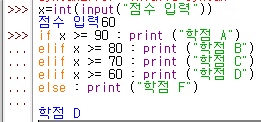 >>> x=int(input("점수 입력"))
점수 입력60
>>> if x >= 90 : print ("학점 A")
... elif x >= 80 : print ("학점 B")
... elif x >= 70 : print ("학점 C")
... elif x >= 60 : print ("학점 D")
... else : print ("학점 F")
...
학점 D